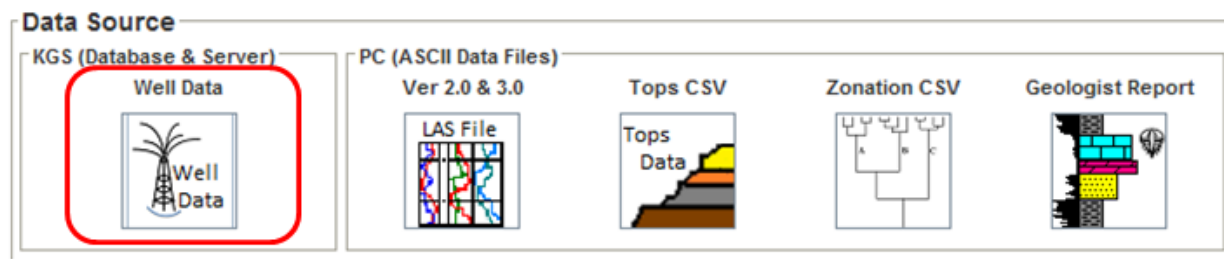 Data Source
KGS (Database & Server)
PC (ASCII Data Files)
Well Data
Ver 2.0 & 3.0
Tops CSV
Zonation CSV
Geologist Report
Well
Data
LAS File
Tops
Data
A
B
C